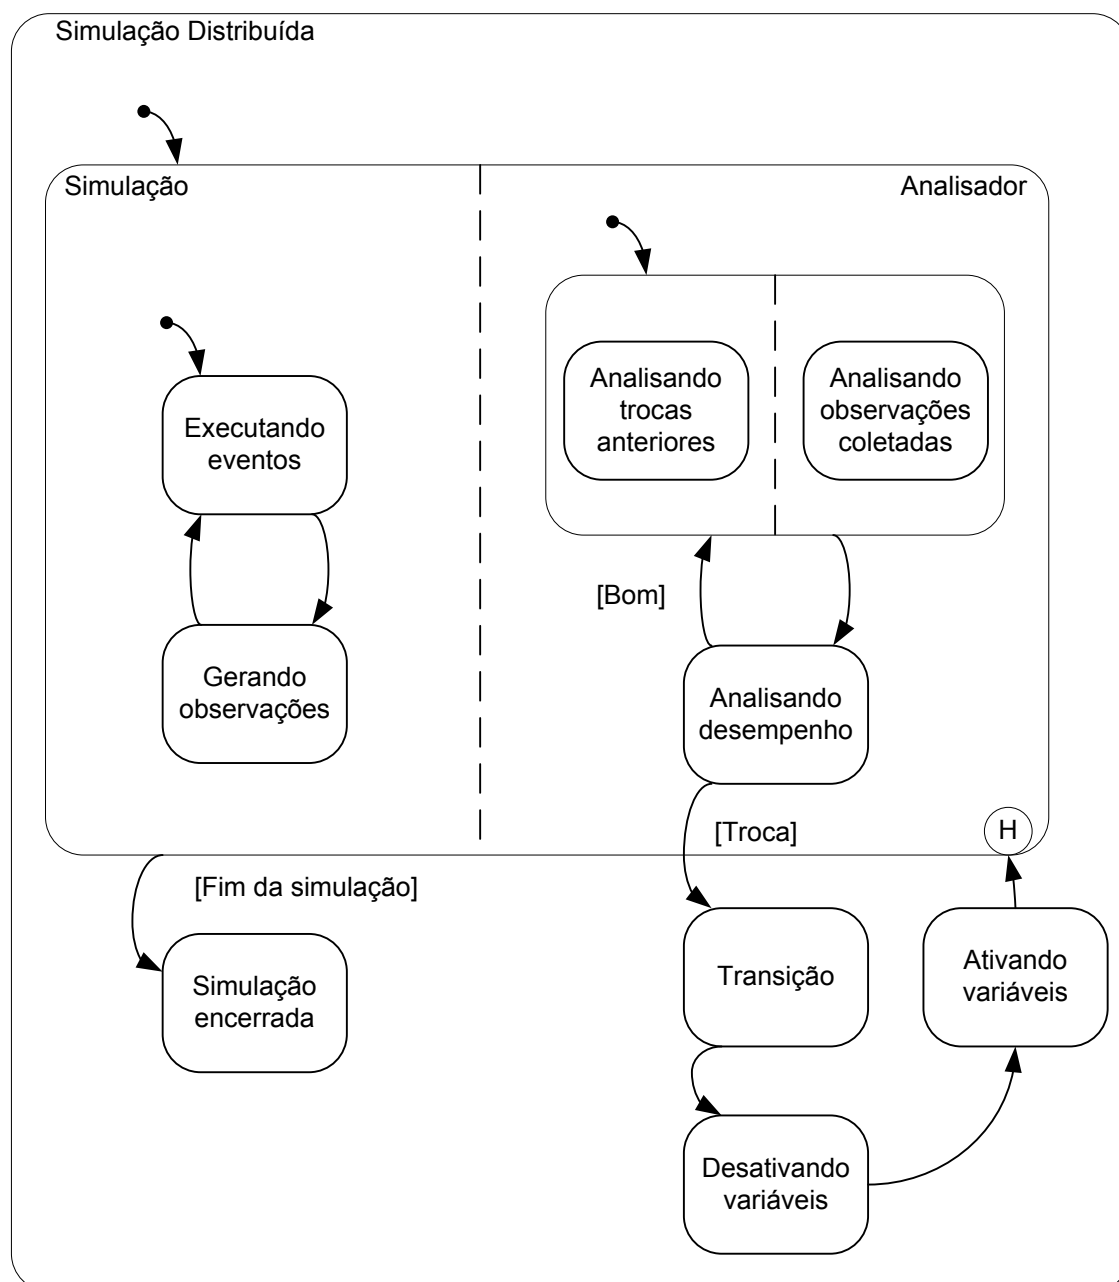 Simulação Distribuída
Simulação
Analisador
Executando
eventos
Analisando
trocas
anteriores
Analisando
observações
coletadas
[Bom]
Gerando
observações
Analisando
desempenho
[Troca]
H
[Fim da simulação]
Simulação
encerrada
Transição
Ativando
variáveis
Desativando
variáveis